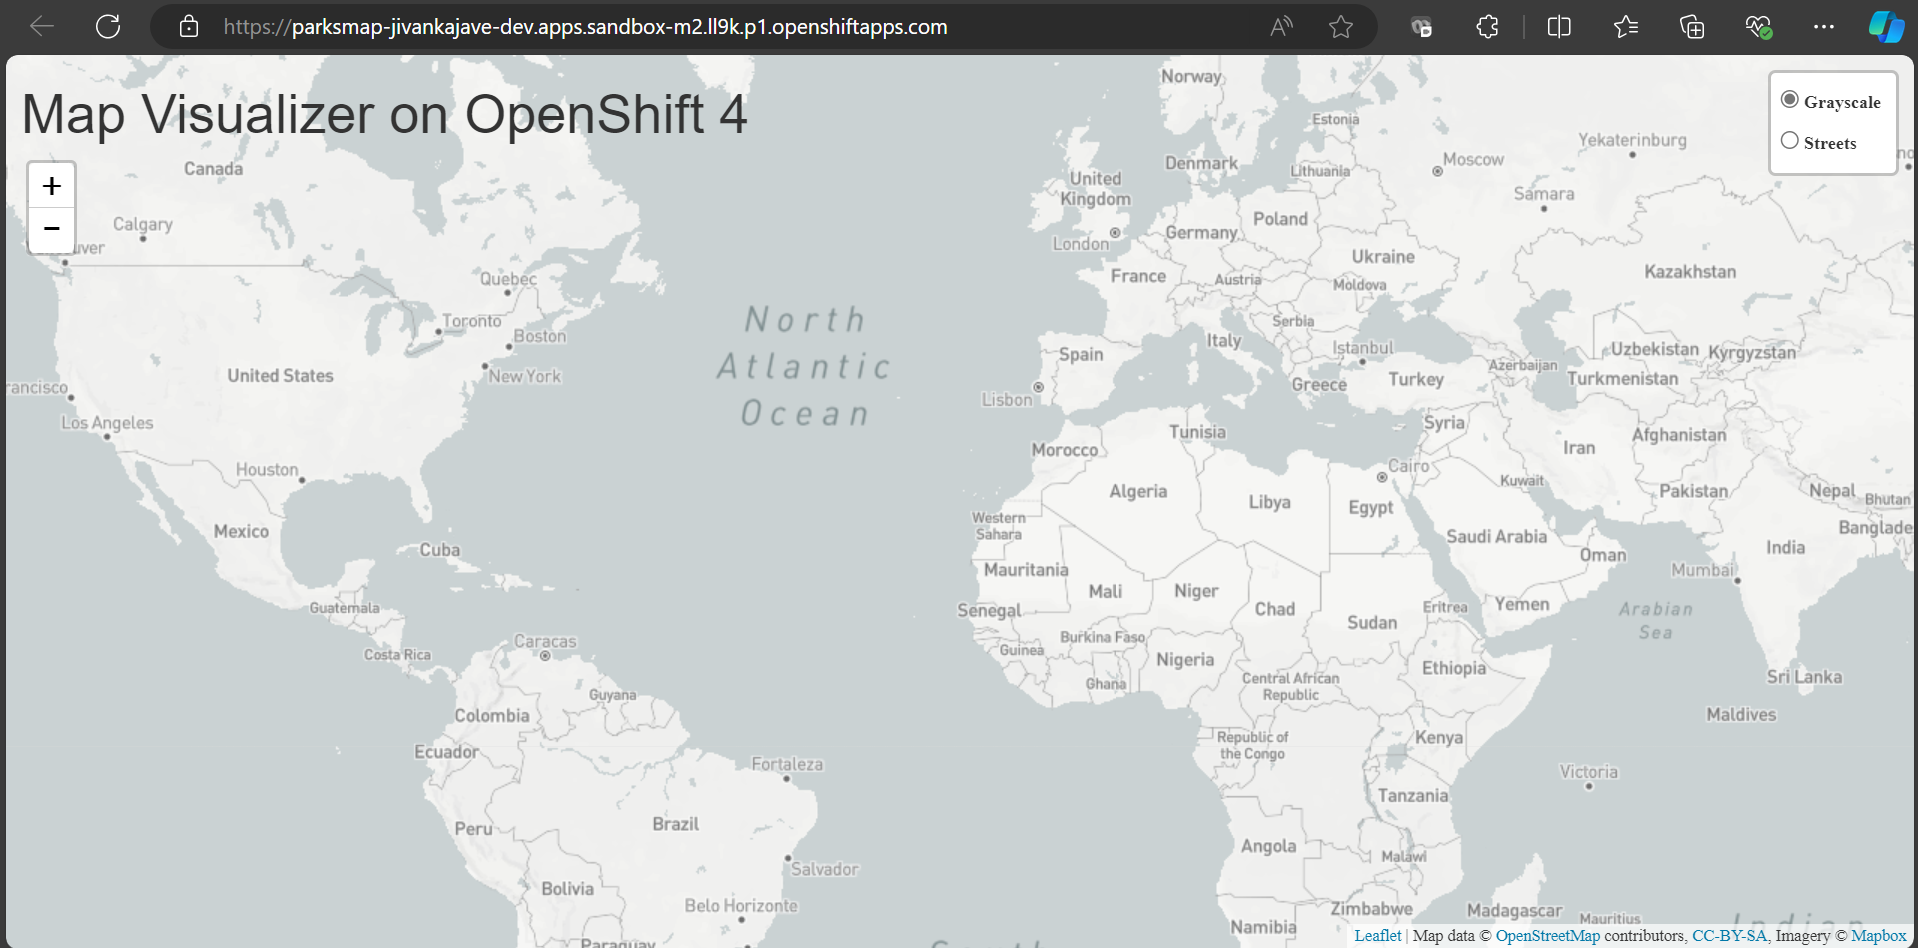 https://parksmap-jivankajave-dev.apps.sandbox-m2.ll9k.p1.openshiftapps.com
Map Visualizer on OpenShift 4
Grayscale
Streets
+
−
Norway
Estonia
Yekaterinburg
Moscow
Denmark
Lithuania
Canada
United
Kingdom
Samara
Calgary
Poland
Germany
London
Ukraine
France
Kazakhstan
Quebec
Austria
Moldova
North
Atlantic
Ocean
Toronto
Boston
Serbia
Italy
Istanbul
Spain
Uzbekistan
Kyrgyzstan
Azerbaijan
United States
New York
Greece
Turkey
Turkmenistan
Lisbon
Los Angeles
Tunisia
Syria
Afghanistan
Morocco
Iran
Houston
Cairo
Kuwait
Algeria
Libya
Egypt
Pakistan
Nepal
Bhutan
Western
Sahara
Mexico
Saudi Arabia
India
Cuba
Oman
Mauritania
Mumbai
Mali
Niger
Chad
Guatemala
Senegal
Eritrea
Yemen
Arabian
Sea
Sudan
Burkina Faso
Caracas
Costa Rica
Guinea
Nigeria
Ethiopia
Ghana
Central African
Republic
Sri Lanka
Guyana
Colombia
Maldives
Republic of
the Congo
Kenya
Ecuador
Fortaleza
Victoria
Tanzania
Peru
Brazil
Angola
Malawi
Salvador
Bolivia
Belo Horizonte
Zimbabwe
Madagascar
Mauritius
Namibia
Paraguay
Leaflet | Map data © OpenStreetMap contributors, CC-BY-SA, Imagery © Mapbox